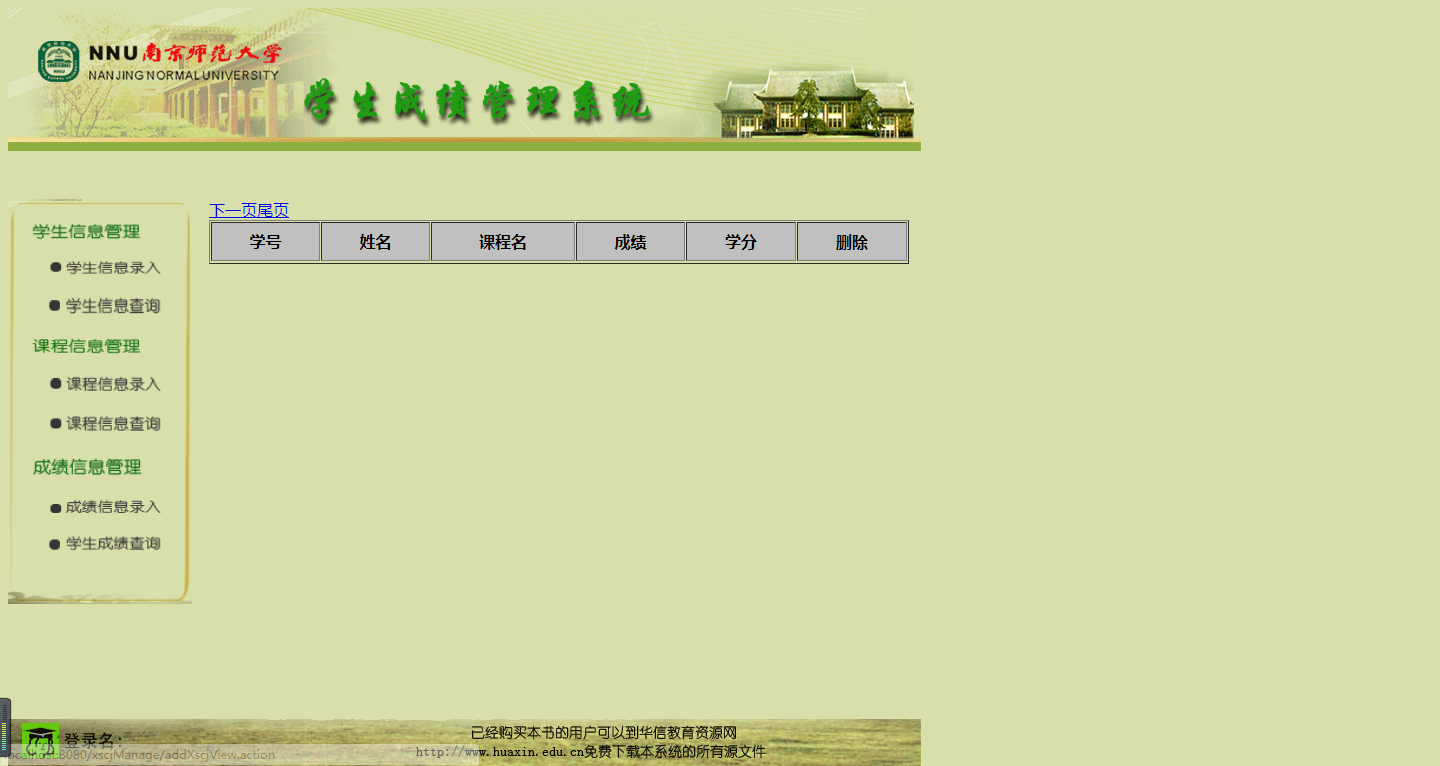 NNU南京师范大学
NANJING NORMAL UNIVERSITY
学生成绩管理系统
学生信息管理
学生信息录入
学生信息查询
课程信息管理
课程信息录入
课程信息查询
成绩信息管理
成绩信息录入
学生成绩查询
下一页尾页
学号 姓名 课程名 成绩 学分 删除
登录名:
localhost:8080/xscjManage/addXscjView.action
已经购买本书的用户可以到华信教育资源网
http://www.huaxin.edu.cn免费下载本系统的所有源文件